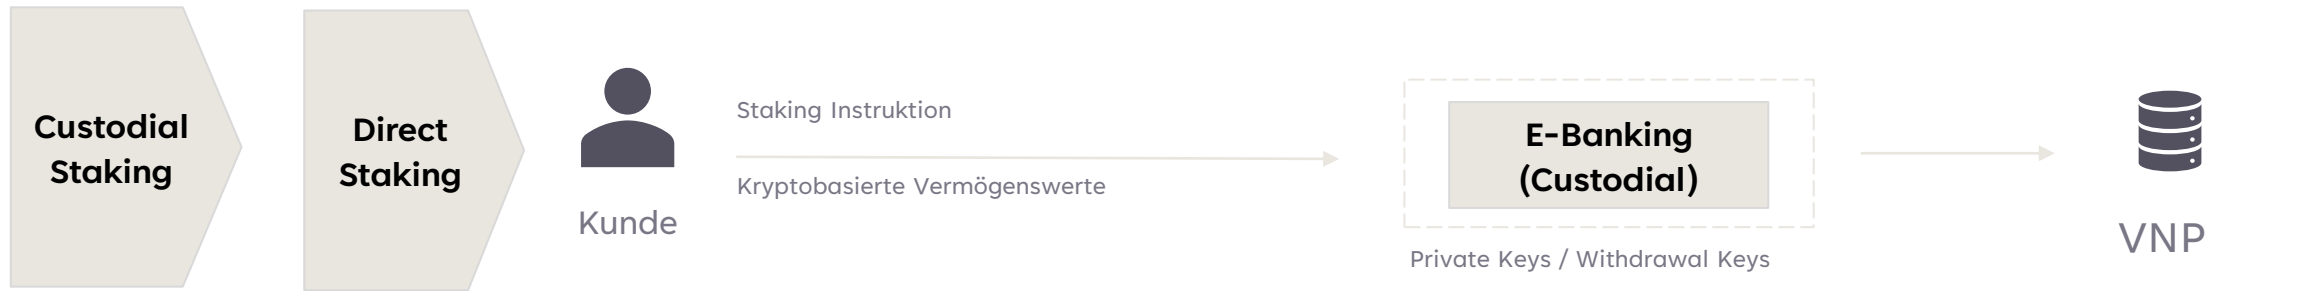 Custodial
Staking
Direct
Staking
Kunde
Staking Instruktion
Kryptobasierte Vermögenswerte
E-Banking
(Custodial)
Private Keys / Withdrawal Keys
VNP